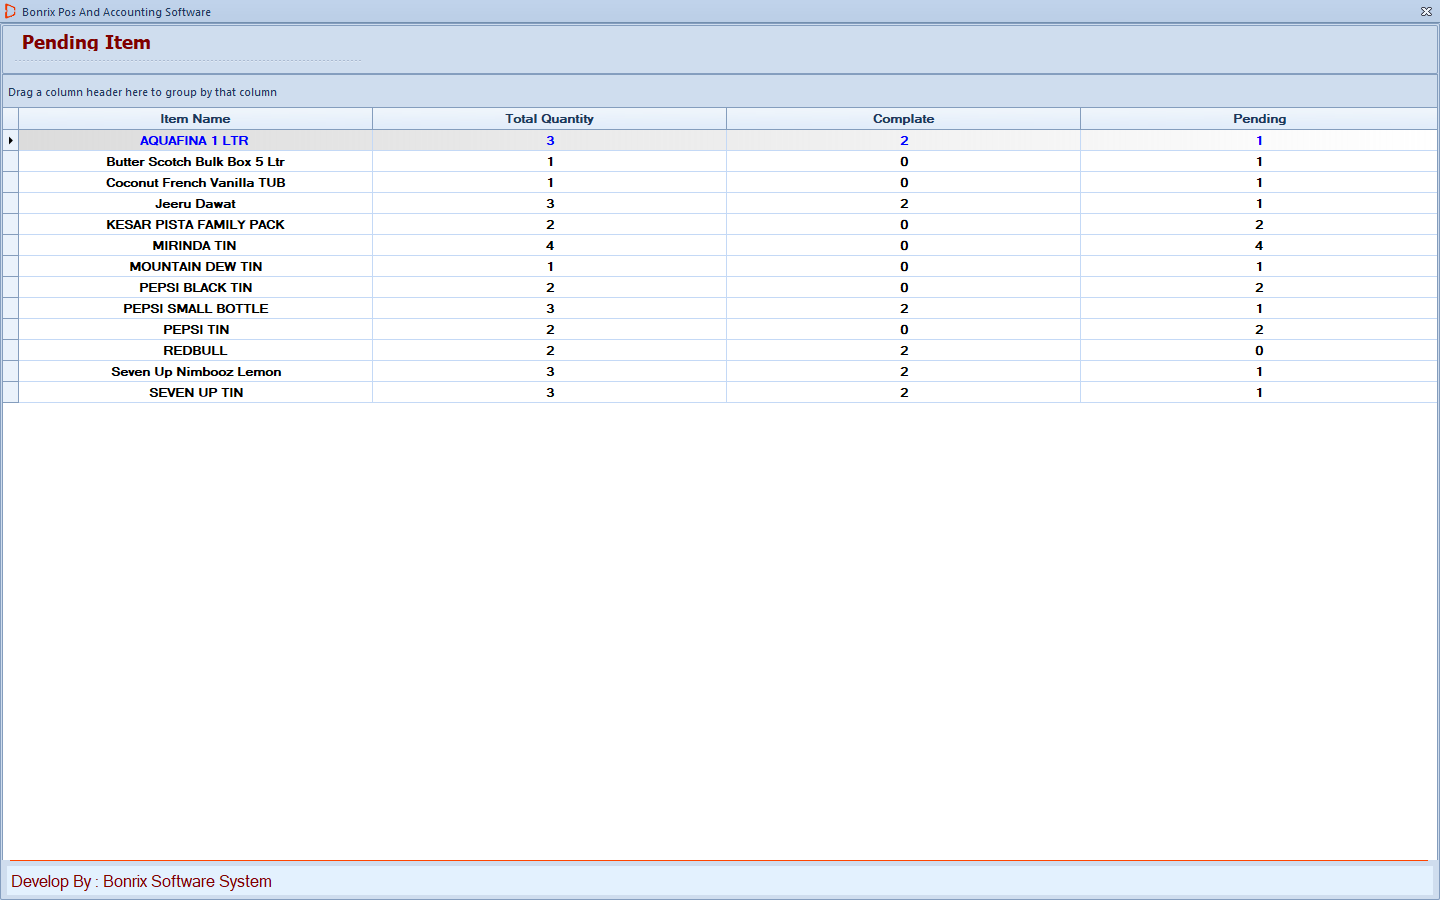 Bonrix Pos And Accounting Software
Pending Item
Drag a column header here to group by that column
Item Name Total Quantity Complate Pending
AQUAFINA 1 LTR 3 2 1
Butter Scotch Bulk Box 5 Ltr 1 0 1
Coconut French Vanilla TUB 1 0 1
Jeeru Dawat 3 2 1
KESAR PISTA FAMILY PACK 2 0 2
MIRINDA TIN 4 0 4
MOUNTAIN DEW TIN 1 0 1
PEPSI BLACK TIN 2 0 2
PEPSI SMALL BOTTLE 3 2 1
PEPSI TIN 2 0 2
REDBULL 2 2 0
Seven Up Nimbooz Lemon 3 2 1
SEVEN UP TIN 3 2 1
Develop By : Bonrix Software System